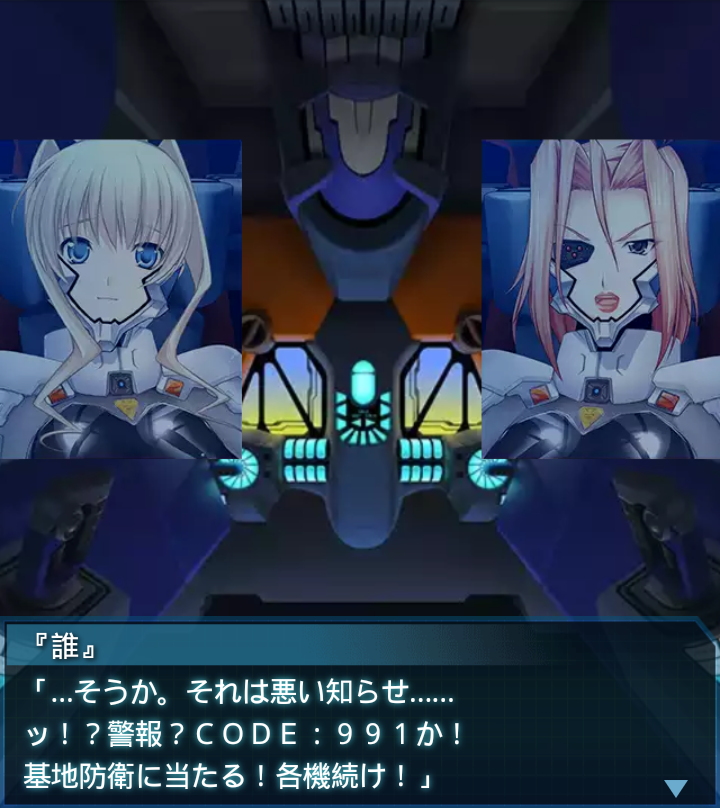 『誰』
「…そうか。それは悪い知らせ……
ッ！？警報？ＣＯＤＥ：９９１か！
基地防衛に当たる！各機続け！」